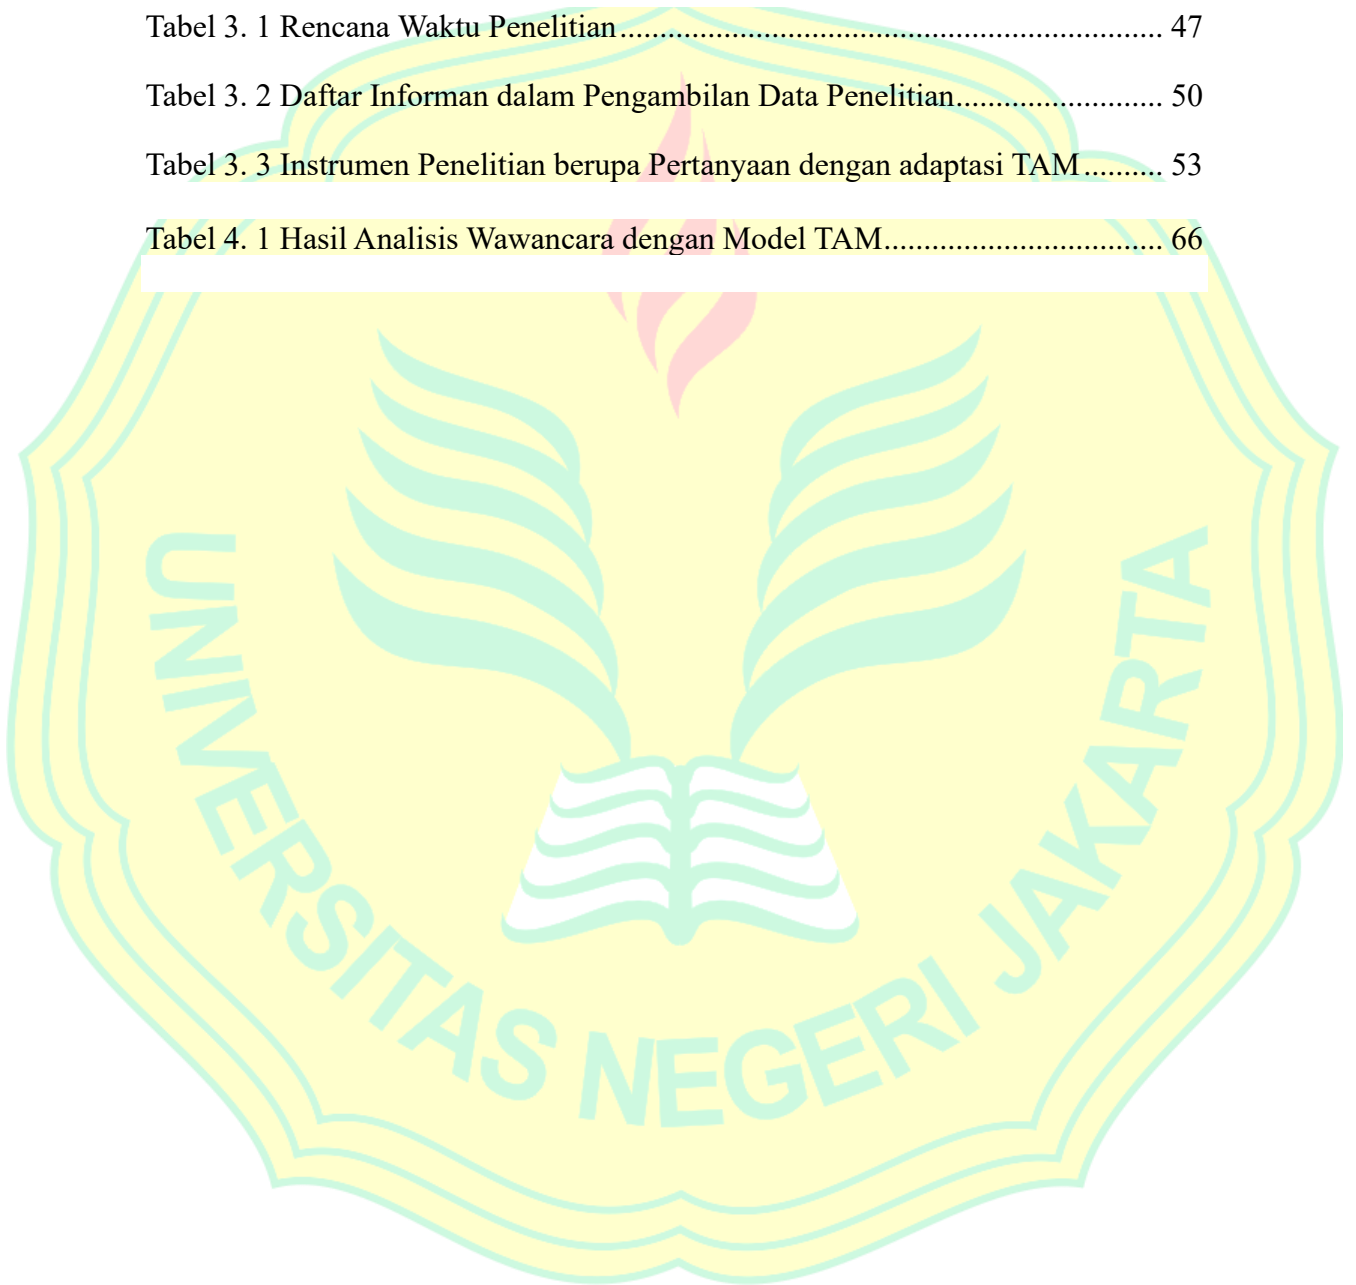 Tabel 3. 1 Rencana Waktu Penelitian.................................................................... 47
Tabel 3. 2 Daftar Informan dalam Pengambilan Data Penelitian.......................... 50
Tabel 3. 3 Instrumen Penelitian berupa Pertanyaan dengan adaptasi TAM.......... 53
Tabel 4. 1 Hasil Analisis Wawancara dengan Model TAM................................... 66
UNIVERSITAS NEGERI JAKARTA